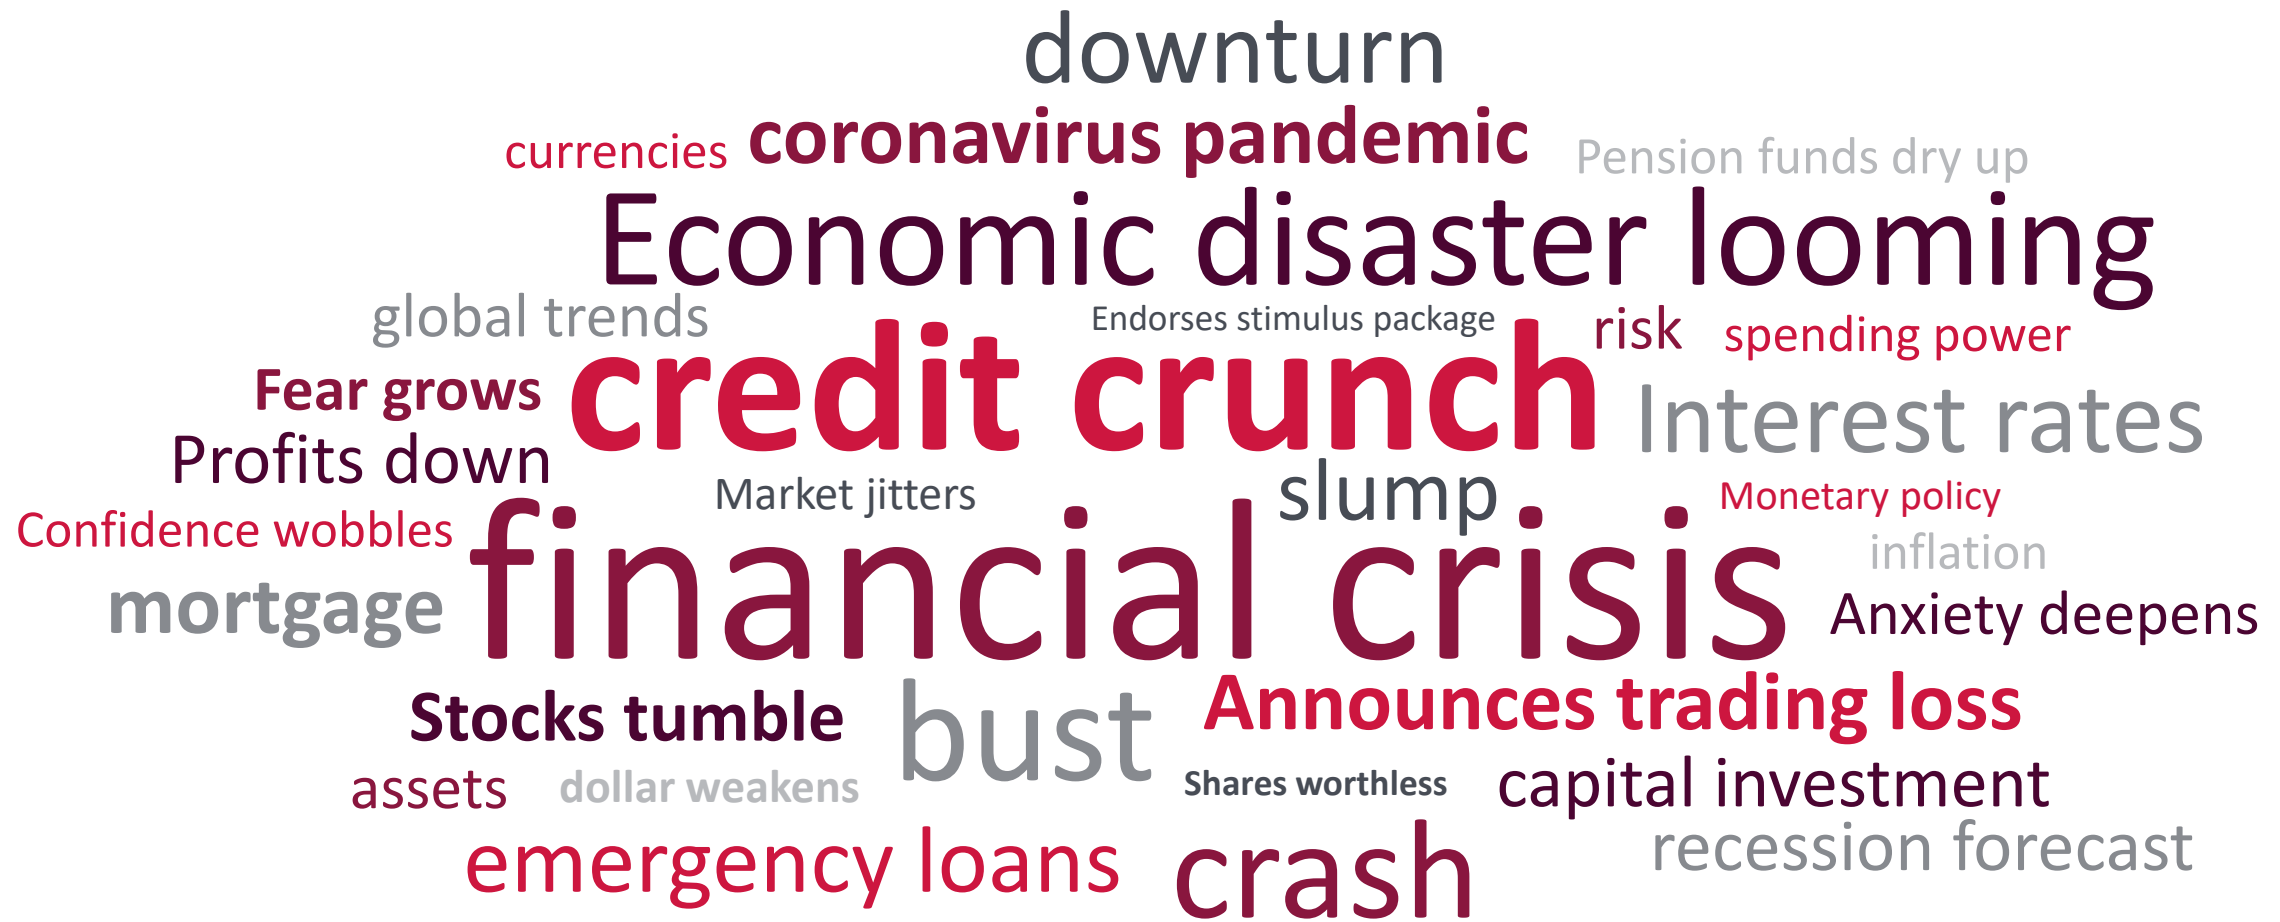 downturn
currencies
coronavirus pandemic
Pension funds dry up
Economic disaster looming
global trends
Endorses stimulus package
risk
spending power
Fear grows
credit crunch
Interest rates
Profits down
Market jitters
slump
Monetary policy
Confidence wobbles
financial crisis
inflation
mortgage
Anxiety deepens
Stocks tumble
bust
Announces trading loss
assets
dollar weakens
Shares worthless
capital investment
emergency loans
crash
recession forecast